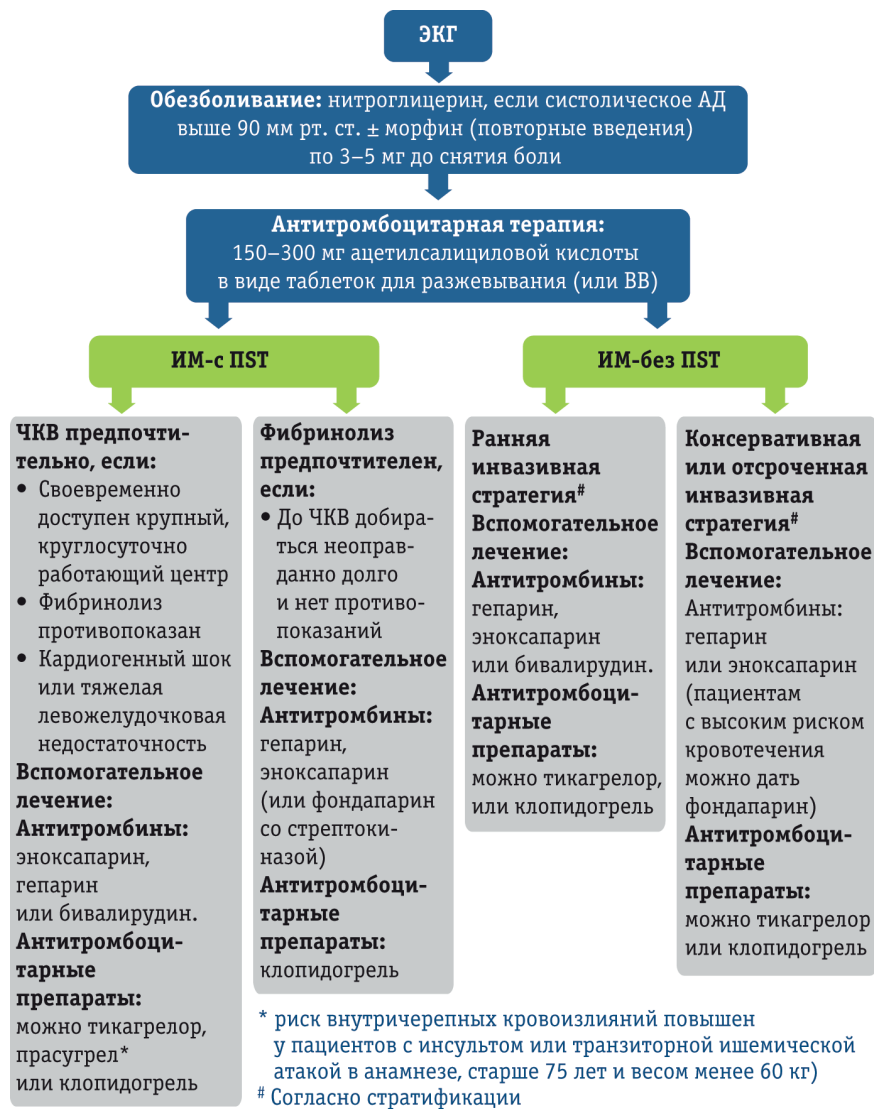 ЭКГ
Обезболивание: нитроглицерин, если систолическое АД
выше 90 мм рт. ст. ± морфин (повторные введения)
по 3–5 мг до снятия боли
Антитромбоцитарная терапия:
150–300 мг ацетилсалициловой кислоты
в виде таблеток для разжевывания (или ВВ)
ИМ-с ПST
ИМ-без ПST
ЧКВ предпочти-
тельно, если:
• Своевременно
доступен крупный,
круглосуточно
работающий центр
• Фибринолиз
противопоказан
• Кардиогенный шок
или тяжелая
левожелудочковая
недостаточность
Вспомогательное
лечение:
Антитромбины:
эноксапарин,
гепарин
или бивалирудин.
Антитромбоци-
тарные
препараты:
можно тикагрелор,
прасугрел*
или клопидогрель
Фибринолиз
предпочтителен,
если:
• До ЧКВ добира-
ться неоправ-
данно долго
и нет противо-
показаний
Вспомогательное
лечение:
Антитромбины:
гепарин,
эноксапарин
(или фондапарин
со стрептоки-
назой)
Антитромбоци-
тарные
препараты:
клопидогрель
Ранняя
инвазивная
стратегия#
Вспомогательное
лечение:
Антитромбины:
гепарин,
эноксапарин
или бивалирудин.
Антитромбоци-
тарные
препараты:
можно тикагрелор,
или клопидогрель
Консервативная
или отсроченная
инвазивная
стратегия#
Вспомогательное
лечение:
Антитромбины:
гепарин
или эноксапарин
(пациентам
с высоким риском
кровотечения
можно дать
фондапарин)
Антитромбоци-
тарные
препараты:
можно тикагрелор
или клопидогрель
* риск внутричерепных кровоизлияний повышен
у пациентов с инсультом или транзиторной ишемической
атакой в анамнезе, старше 75 лет и весом менее 60 кг)
# Согласно стратификации